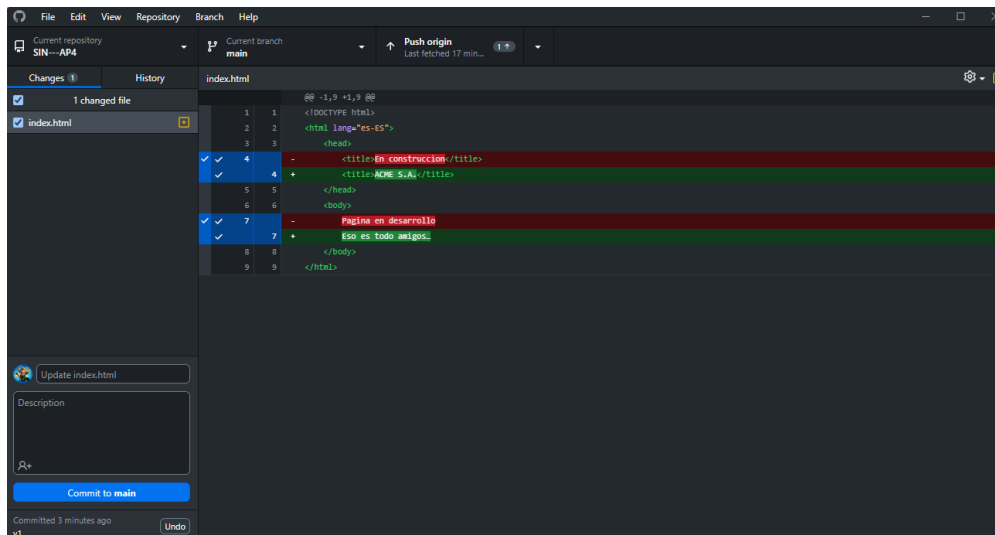 File Edit View Repository Branch Help
Current repository
SIN---AP4
Current branch
main
Push origin
Last fetched 17 min...
1
Changes 1
History
index.html
1 changed file
index.html
@@ -1,9 +1,9 @@
1 1 <!DOCTYPE html>
2 2 <html lang="es-ES">
3 3 <head>
4 - <title>En construccion</title>
4 + <title>ACME S.A.</title>
5 5 </head>
6 6 <body>
7 - Pagina en desarrollo
7 + Eso es todo amigos…
8 8 </body>
9 9 </html>
Update index.html
Description
Commit to main
Committed 3 minutes ago
v1
Undo